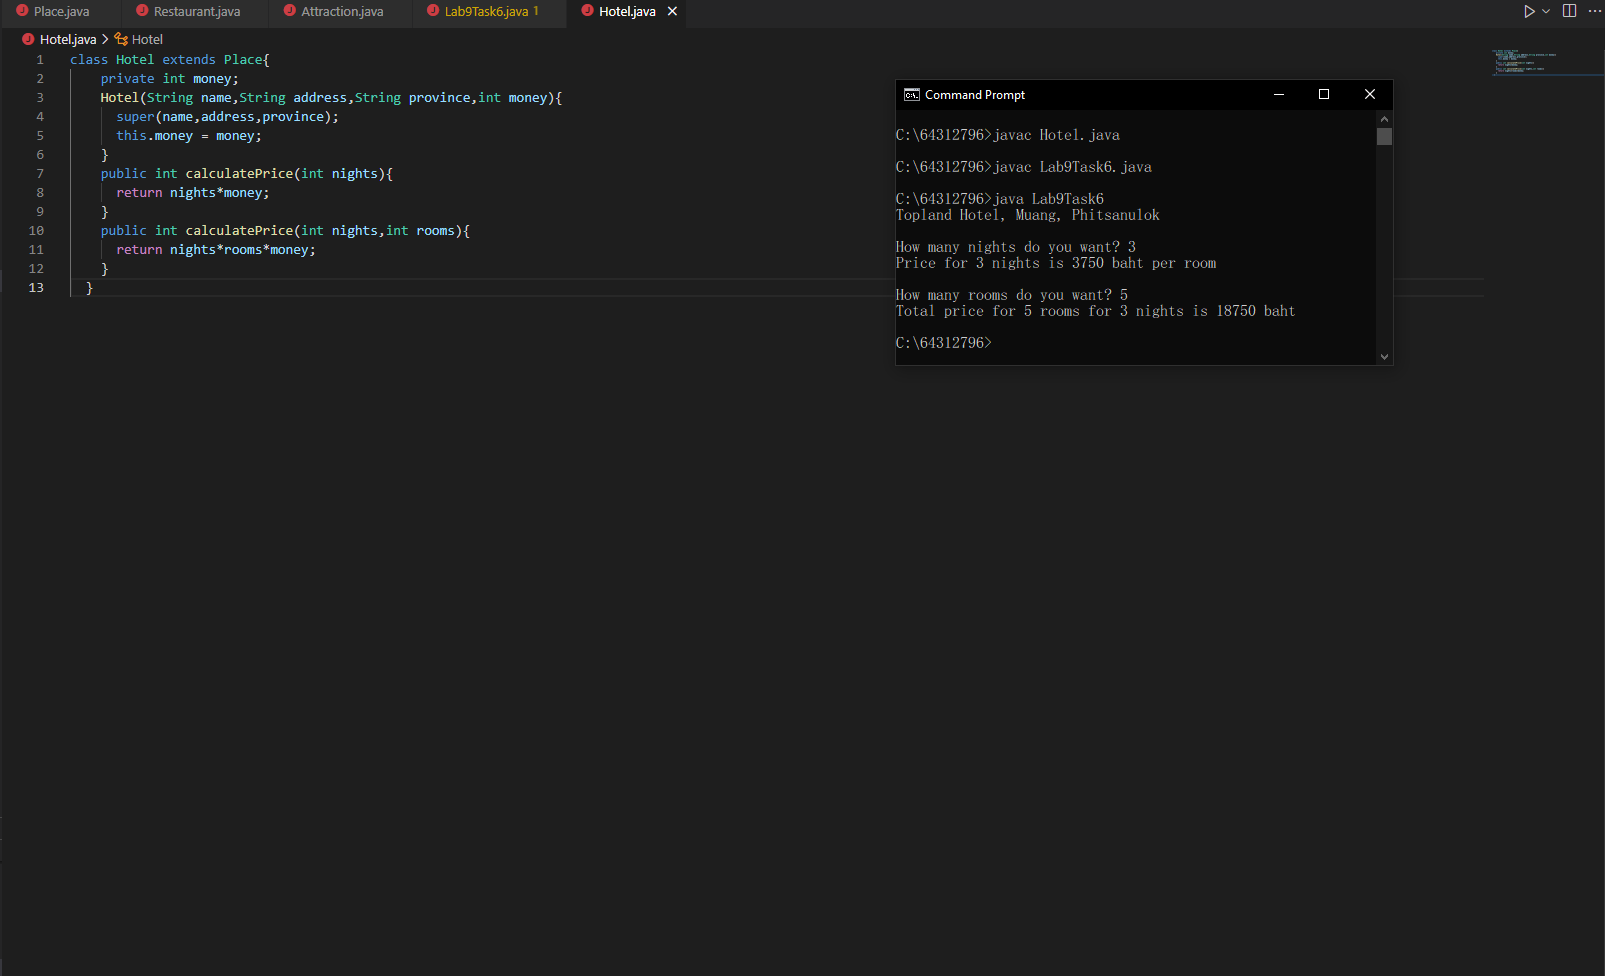 Place.java Restaurant.java Attraction.java Lab9Task6.java 1 Hotel.java
Hotel.java > Hotel
1 class Hotel extends Place{
2 private int money;
3 Hotel(String name,String address,String province,int money){
4 super(name,address,province);
5 this.money = money;
6 }
7 public int calculatePrice(int nights){
8 return nights*money;
9 }
10 public int calculatePrice(int nights,int rooms){
11 return nights*rooms*money;
12 }
13 }
Command Prompt
C:\64312796>javac Hotel.java
C:\64312796>javac Lab9Task6.java
C:\64312796>java Lab9Task6
Topland Hotel, Muang, Phitsanulok
How many nights do you want? 3
Price for 3 nights is 3750 baht per room
How many rooms do you want? 5
Total price for 5 rooms for 3 nights is 18750 baht
C:\64312796>